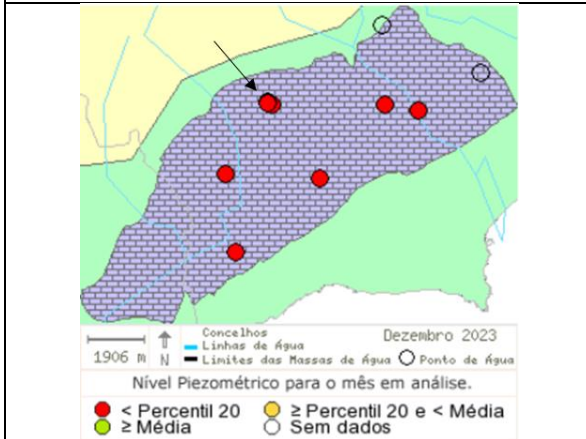 Concelhos
Linhas de Água
Limites das Massas de Água
Dezembro 2023
Ponto de Água
1906 m
N
Nível Piezométrico para o mês em análise.
< Percentil 20
≥ Percentil 20 e < Média
≥ Média
Sem dados